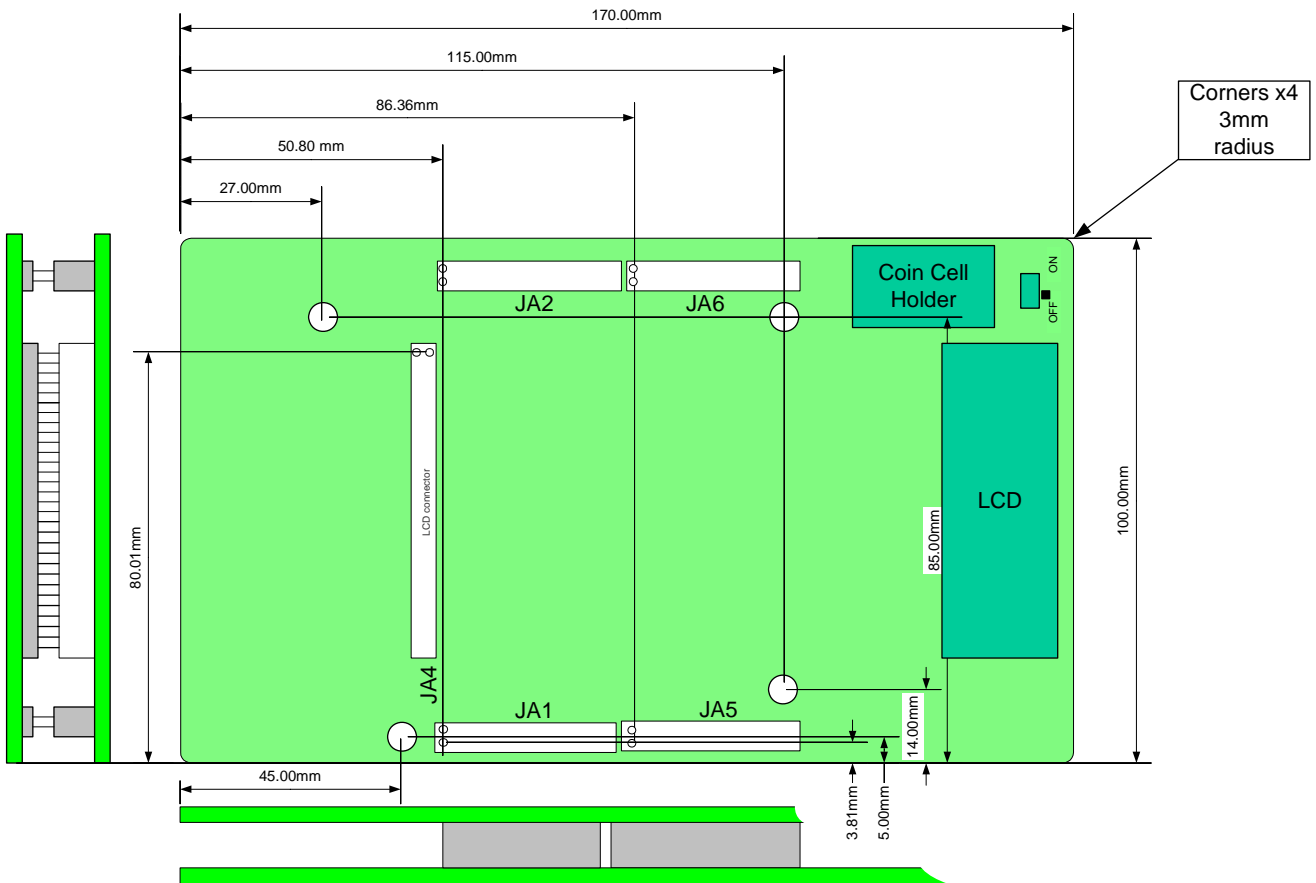 170.00mm
115.00mm
86.36mm
50.80 mm
27.00mm
Corners x4
3mm
radius
Coin Cell
Holder
ON
OFF
JA2
JA6
LCD connector
LCD
80.01mm
85.00mm
100.00mm
JA4
JA1
JA5
14.00mm
45.00mm
3.81mm
5.00mm